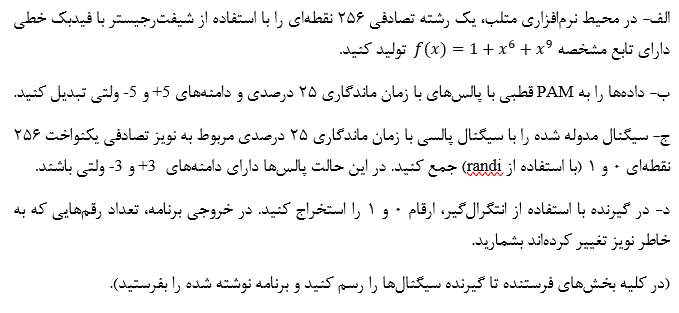 الف- در محیط نرم‌افزاری متلب، یک رشته تصادفی ۲۵۶ نقطه‌ای را با استفاده از شیفت‌رجیستر با فیدبک خطی
دارای تابع مشخصه f(x) = 1 + x⁶ + x⁹ تولید کنید.
ب- داده‌ها را به PAM قطبی با پالس‌های با زمان ماندگاری ۲۵ درصدی و دامنه‌های 5+ و 5- ولتی تبدیل کنید.
ج- سیگنال مدوله شده را با سیگنال پالسی با زمان ماندگاری ۲۵ درصدی مربوط به نویز تصادفی یکنواخت ۲۵۶
نقطه‌ای ۰ و ۱ (با استفاده از randi) جمع کنید. در این حالت پالس‌ها دارای دامنه‌های 3+ و 3- ولتی باشند.
د- در گیرنده با استفاده از انتگرال‌گیر، ارقام ۰ و ۱ را استخراج کنید. در خروجی برنامه، تعداد رقم‌هایی که به
خاطر نویز تغییر کرده‌اند بشمارید.
(در کلیه بخش‌های فرستنده تا گیرنده سیگنال‌ها را رسم کنید و برنامه نوشته شده را بفرستید).